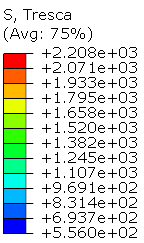 S, Tresca
(Avg: 75%)
+2.208e+03
+2.071e+03
+1.933e+03
+1.795e+03
+1.658e+03
+1.520e+03
+1.382e+03
+1.245e+03
+1.107e+03
+9.691e+02
+8.314e+02
+6.937e+02
+5.560e+02